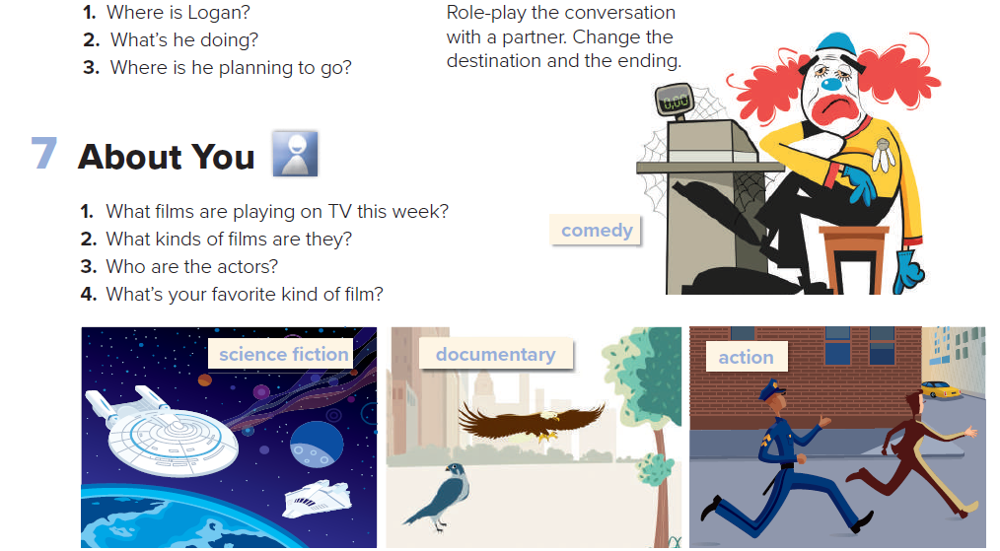 1. Where is Logan?
2. What's he doing?
3. Where is he planning to go?
Role-play the conversation
with a partner. Change the
destination and the ending.
0,00
7 About You
1. What films are playing on TV this week?
2. What kinds of films are they?
3. Who are the actors?
4. What's your favorite kind of film?
comedy
science fiction
documentary
action